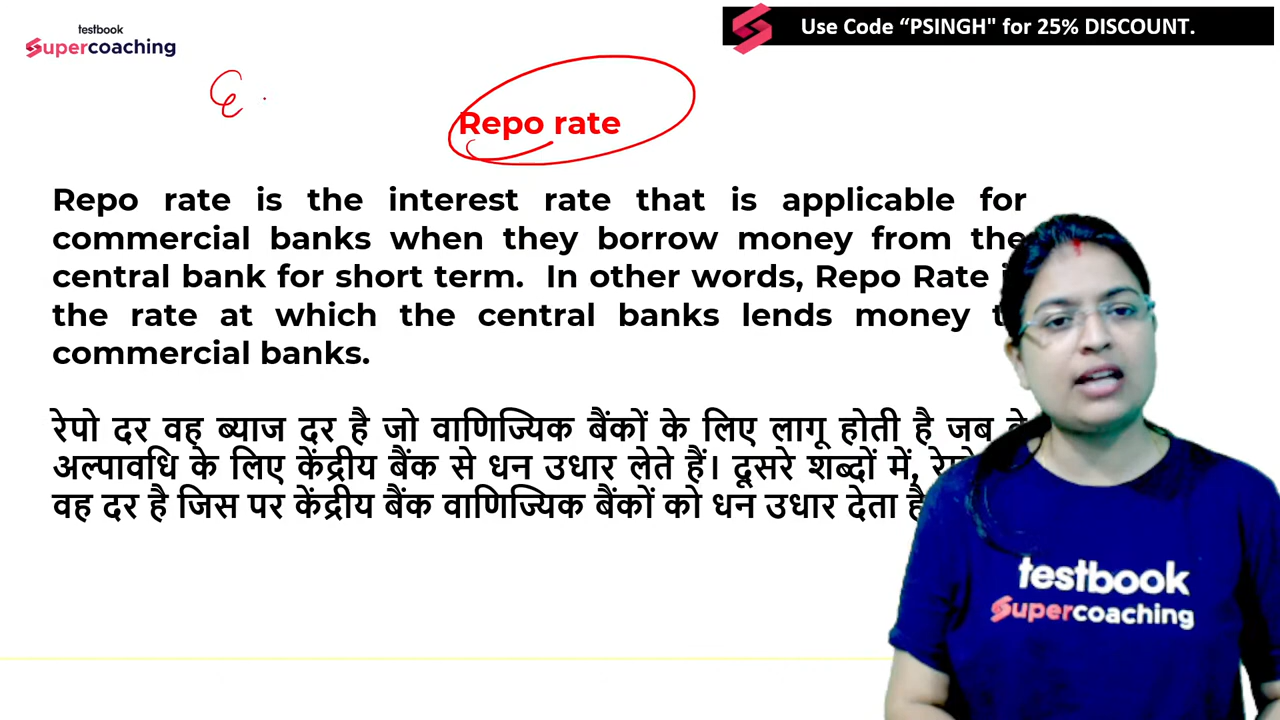 testbook
Supercoaching
Use Code “PSINGH" for 25% DISCOUNT.
Repo rate
Repo rate is the interest rate that is applicable for
commercial banks when they borrow money from the
central bank for short term. In other words, Repo Rate
the rate at which the central banks lends money
commercial banks.
रेपो दर वह ब्याज दर है जो वाणिज्यिक बैंकों के लिए लागू होती है जब
अल्पावधि के लिए केंद्रीय बैंक से धन उधार लेते हैं। दूसरे शब्दों में,
वह दर है जिस पर केंद्रीय बैंक वाणिज्यिक बैंकों को धन उधार देता
testbook
Supercoaching